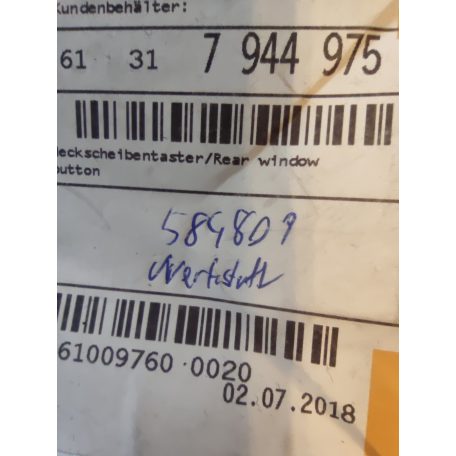 Kundenbehälter:
61 31 7 944 975
Heckscheibentaster/Rear window
button
584809
Werkstatt
61009760 0020
02.07.2018